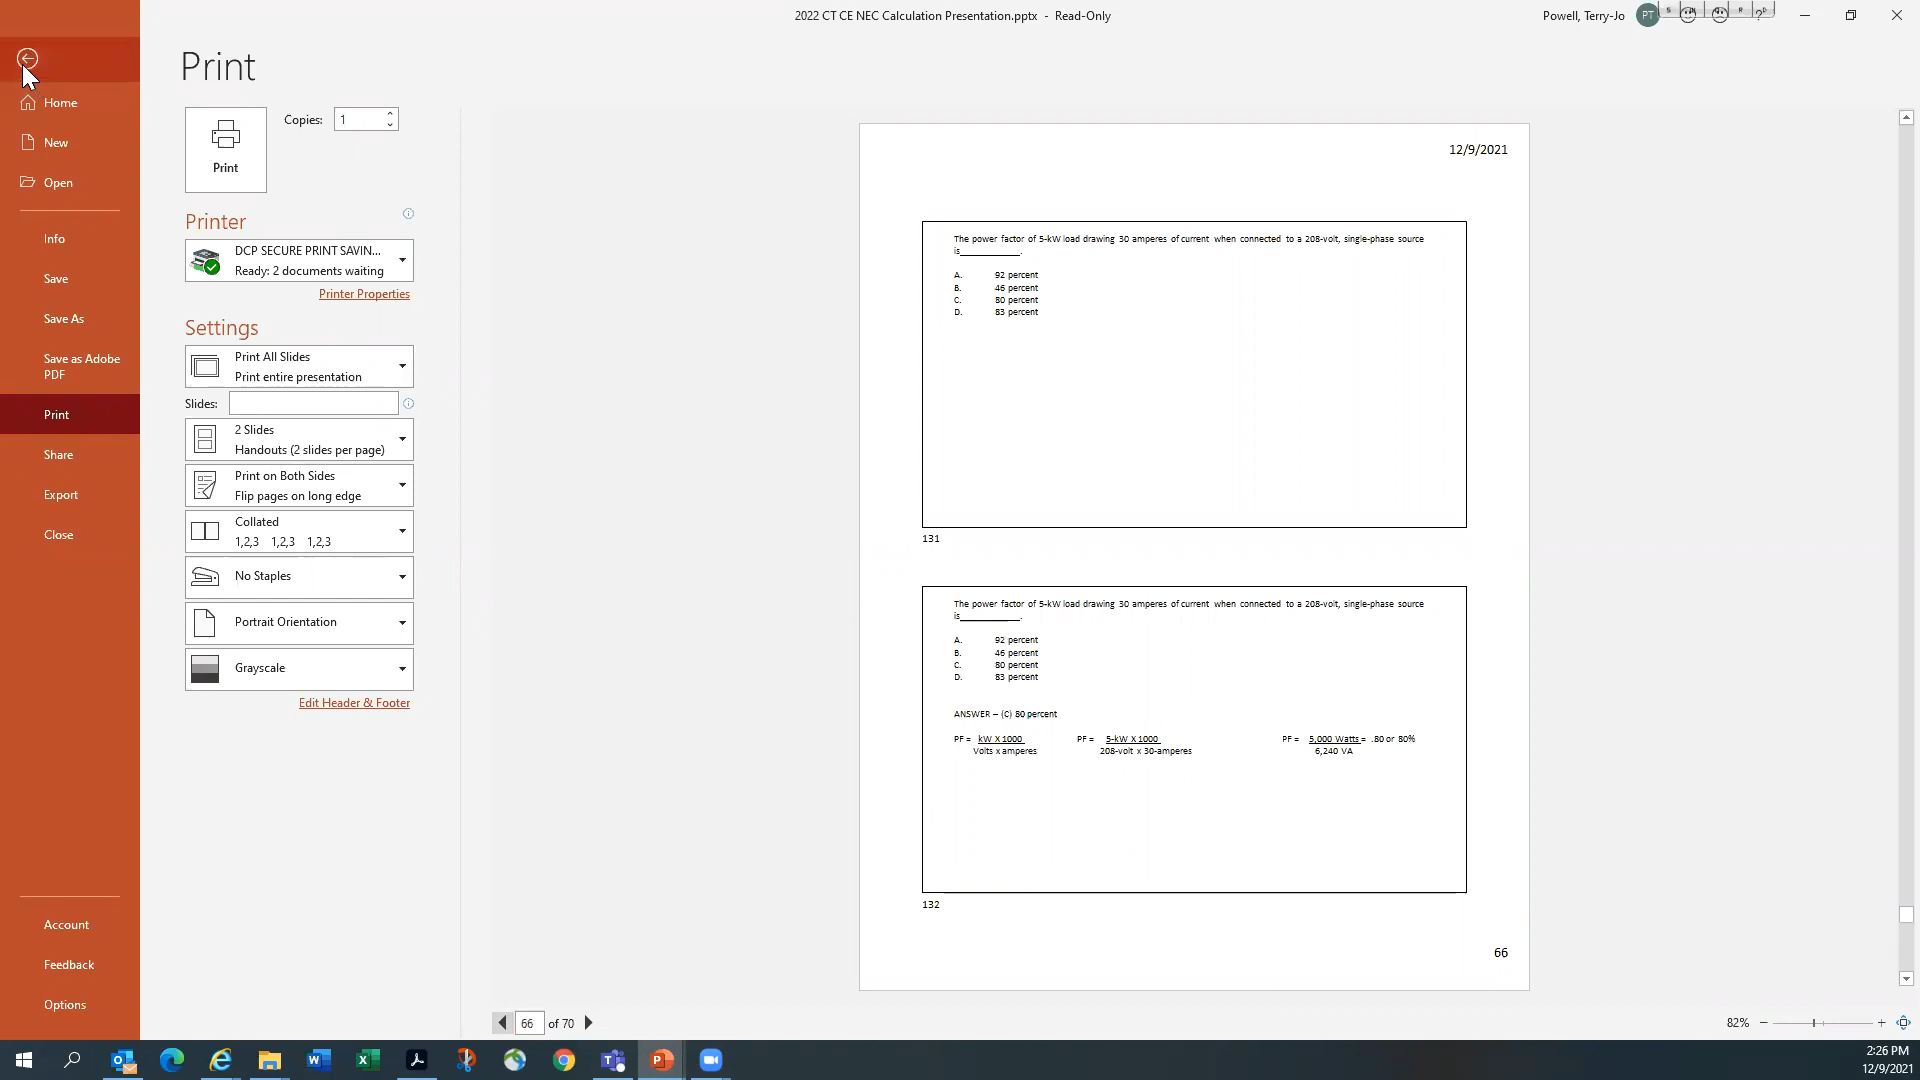 2022 CT CE NEC Calculation Presentation.pptx - Read-Only
Powell, Terry-Jo
PT
Print
Home
New
Open
Info
Save
Save As
Save as Adobe
PDF
Print
Share
Export
Close
Account
Feedback
Options
Print
Copies: 1
Printer
DCP SECURE PRINT SAVIN...
Ready: 2 documents waiting
Printer Properties
Settings
Print All Slides
Print entire presentation
Slides:
2 Slides
Handouts (2 slides per page)
Print on Both Sides
Flip pages on long edge
Collated
1,2,3 1,2,3 1,2,3
No Staples
Portrait Orientation
Grayscale
Edit Header & Footer
12/9/2021
The power factor of 5-kW load drawing 30 amperes of current when connected to a 208-volt, single-phase source
is____________.
A. 92 percent
B. 46 percent
C. 80 percent
D. 83 percent
131
The power factor of 5-kW load drawing 30 amperes of current when connected to a 208-volt, single-phase source
is____________.
A. 92 percent
B. 46 percent
C. 80 percent
D. 83 percent
ANSWER – (C) 80 percent
PF = kW X 1000 PF = 5-kW X 1000 PF = 5,000 Watts = .80 or 80%
Volts x amperes 208-volt x 30-amperes 6,240 VA
132
66
66 of 70
82%
2:26 PM
12/9/2021